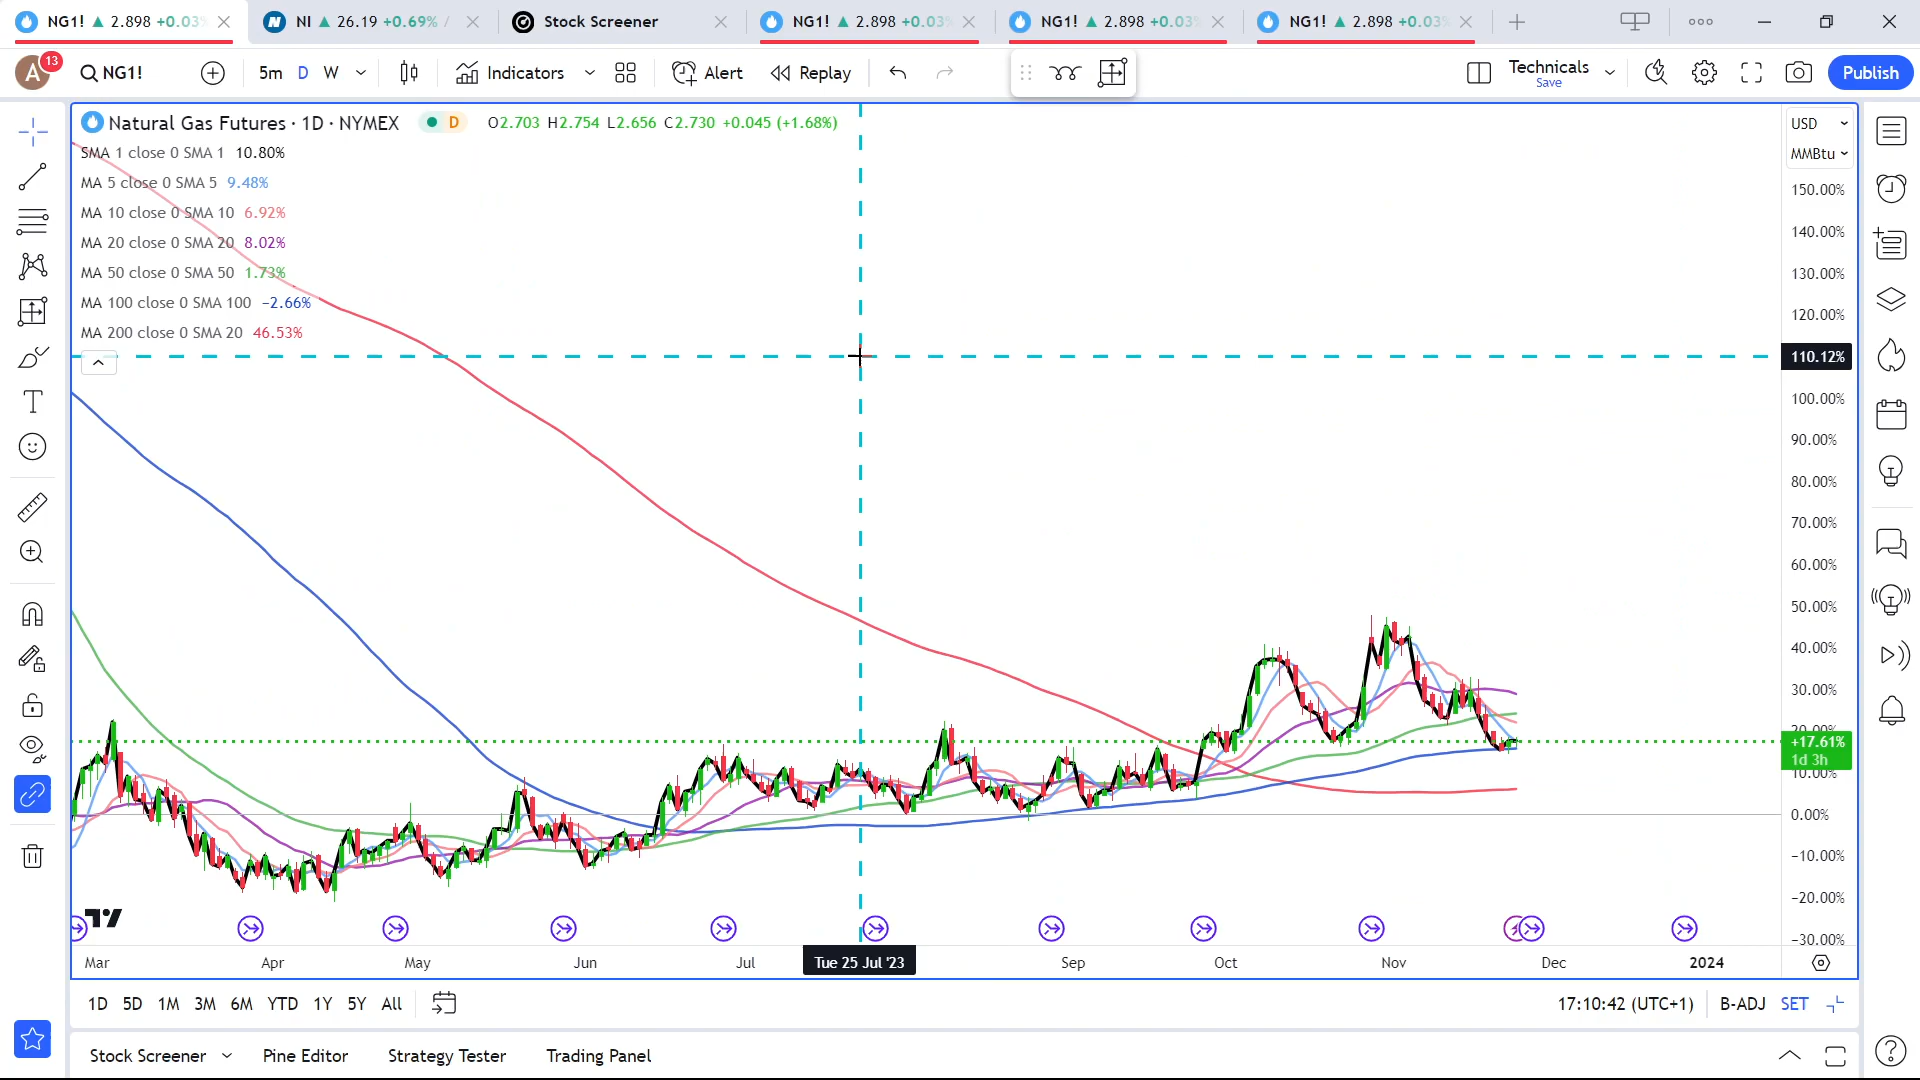 NG1! ▲ 2.898 +0.03
NI ▲ 26.19 +0.69% /
Stock Screener
NG1! ▲ 2.898 +0.03
NG1! ▲ 2.898 +0.03
NG1! ▲ 2.898 +0.03
A 13
NG1!
5m D W
Indicators
Alert
Replay
Technicals
Save
Publish
Natural Gas Futures · 1D · NYMEX
D
O2.703 H2.754 L2.656 C2.730 +0.045 (+1.68%)
SMA 1 close 0 SMA 1 10.80%
MA 5 close 0 SMA 5 9.48%
MA 10 close 0 SMA 10 6.92%
MA 20 close 0 SMA 20 8.02%
MA 50 close 0 SMA 50 1.73%
MA 100 close 0 SMA 100 −2.66%
MA 200 close 0 SMA 20 46.53%
USD
MMBtu
150.00%
140.00%
130.00%
120.00%
110.12%
100.00%
90.00%
80.00%
70.00%
60.00%
50.00%
40.00%
30.00%
20.00%
+17.61%
1d 3h
10.00%
0.00%
−10.00%
−20.00%
−30.00%
Mar Apr May Jun Jul Tue 25 Jul '23 Sep Oct Nov Dec 2024
1D 5D 1M 3M 6M YTD 1Y 5Y All
17:10:42 (UTC+1) B-ADJ SET
Stock Screener Pine Editor Strategy Tester Trading Panel